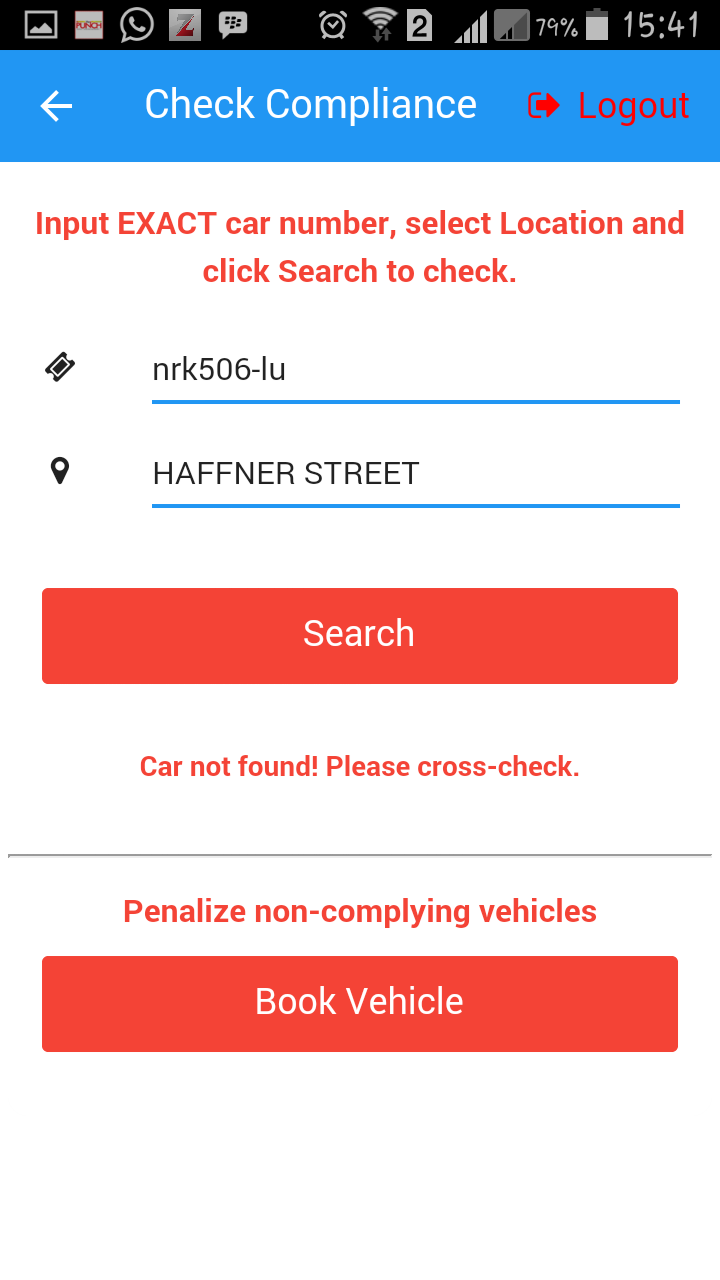 PUNCH
Z
2
79%
15:41
Check Compliance
Logout
Input EXACT car number, select Location and
click Search to check.
nrk506-lu
HAFFNER STREET
Search
Car not found! Please cross-check.
Penalize non-complying vehicles
Book Vehicle